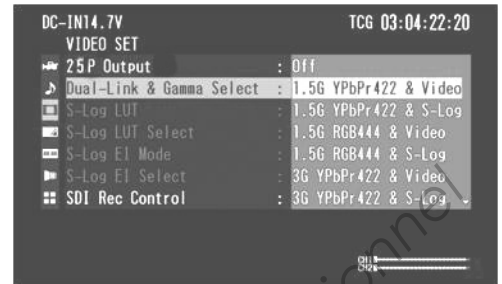 DC-IN14.7V TCG 03:04:22:20
VIDEO SET
25P Output : Off
Dual-Link & Gamma Select : 1.5G YPbPr422 & Video
S-Log LUT : 1.5G YPbPr422 & S-Log
S-Log LUT Select : 1.5G RGB444 & Video
S-Log EI Mode : 1.5G RGB444 & S-Log
S-Log EI Select : 3G YPbPr422 & Video
SDI Rec Control : 3G YPbPr422 & S-Log
CH1
CH2